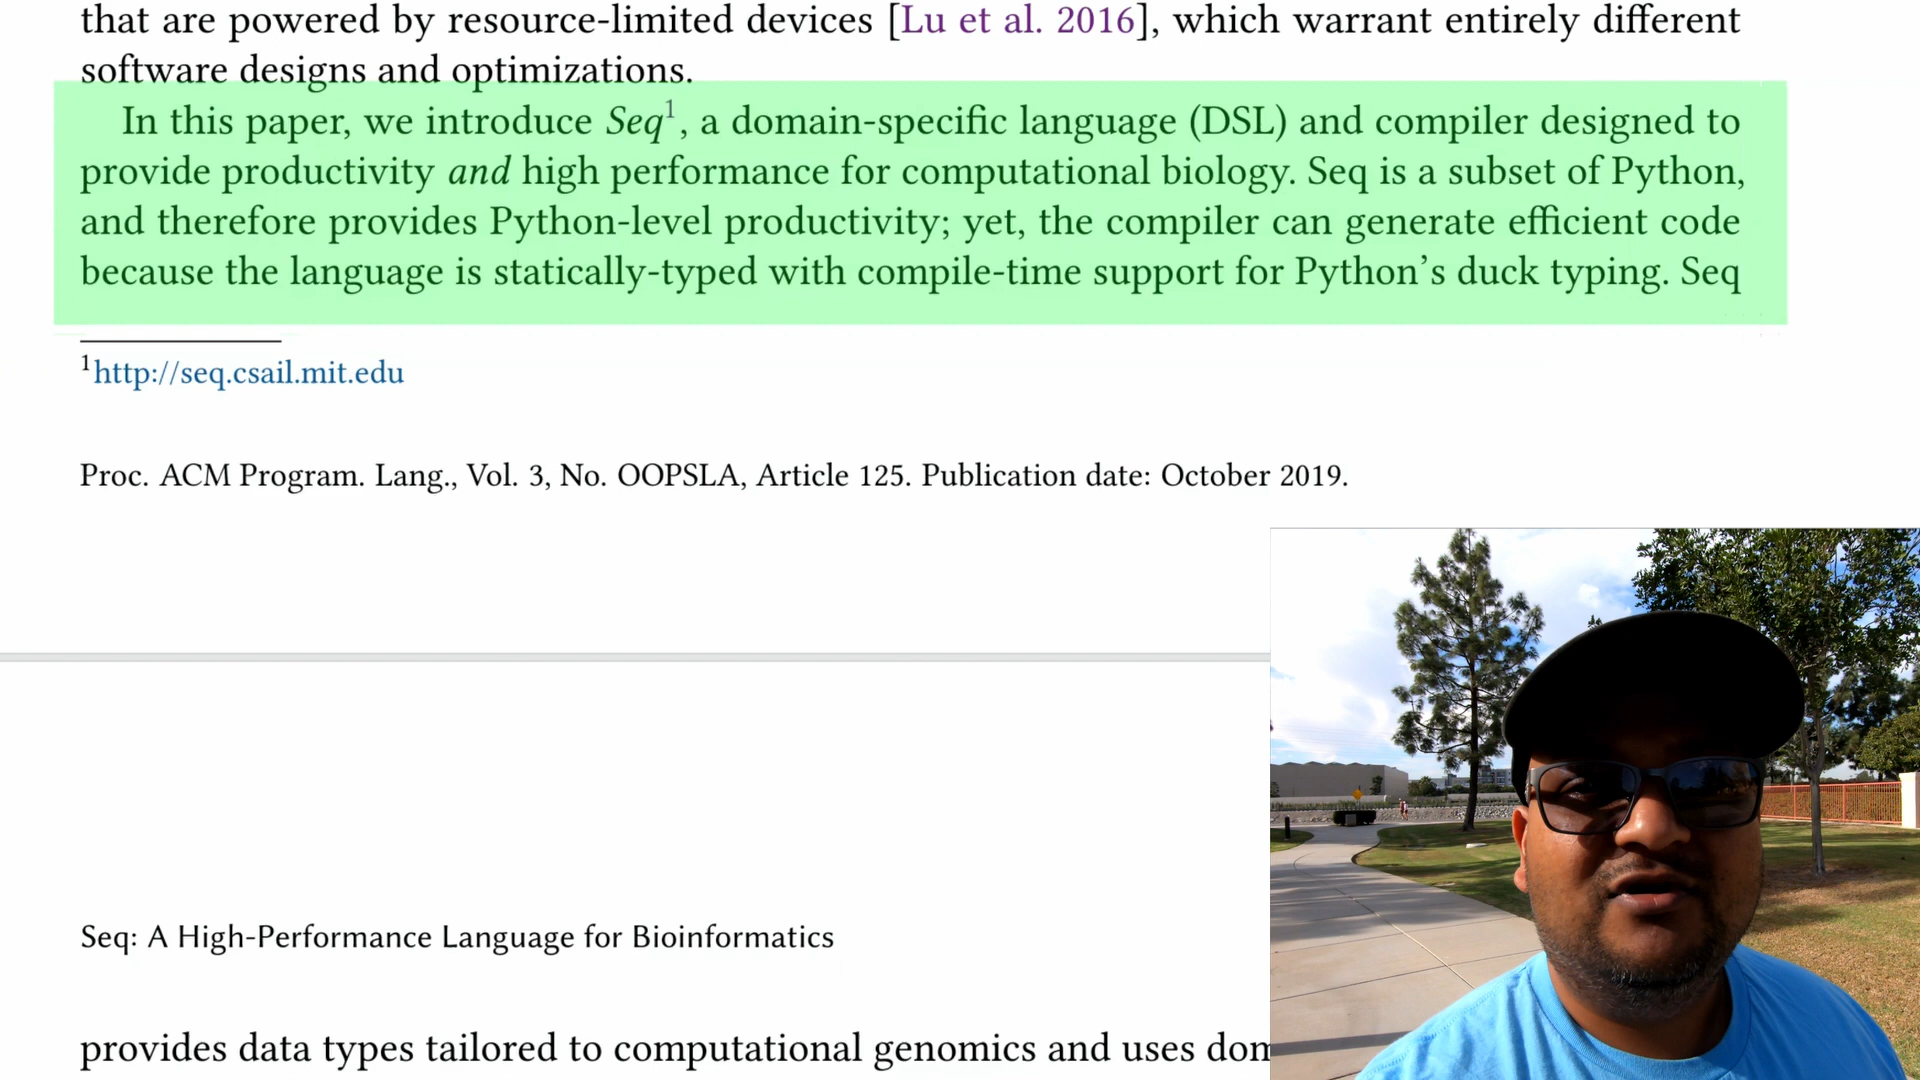 that are powered by resource-limited devices [Lu et al. 2016], which warrant entirely different
software designs and optimizations.
In this paper, we introduce Seq1, a domain-specific language (DSL) and compiler designed to
provide productivity and high performance for computational biology. Seq is a subset of Python,
and therefore provides Python-level productivity; yet, the compiler can generate efficient code
because the language is statically-typed with compile-time support for Python's duck typing. Seq
1http://seq.csail.mit.edu
Proc. ACM Program. Lang., Vol. 3, No. OOPSLA, Article 125. Publication date: October 2019.
Seq: A High-Performance Language for Bioinformatics
provides data types tailored to computational genomics and uses dom